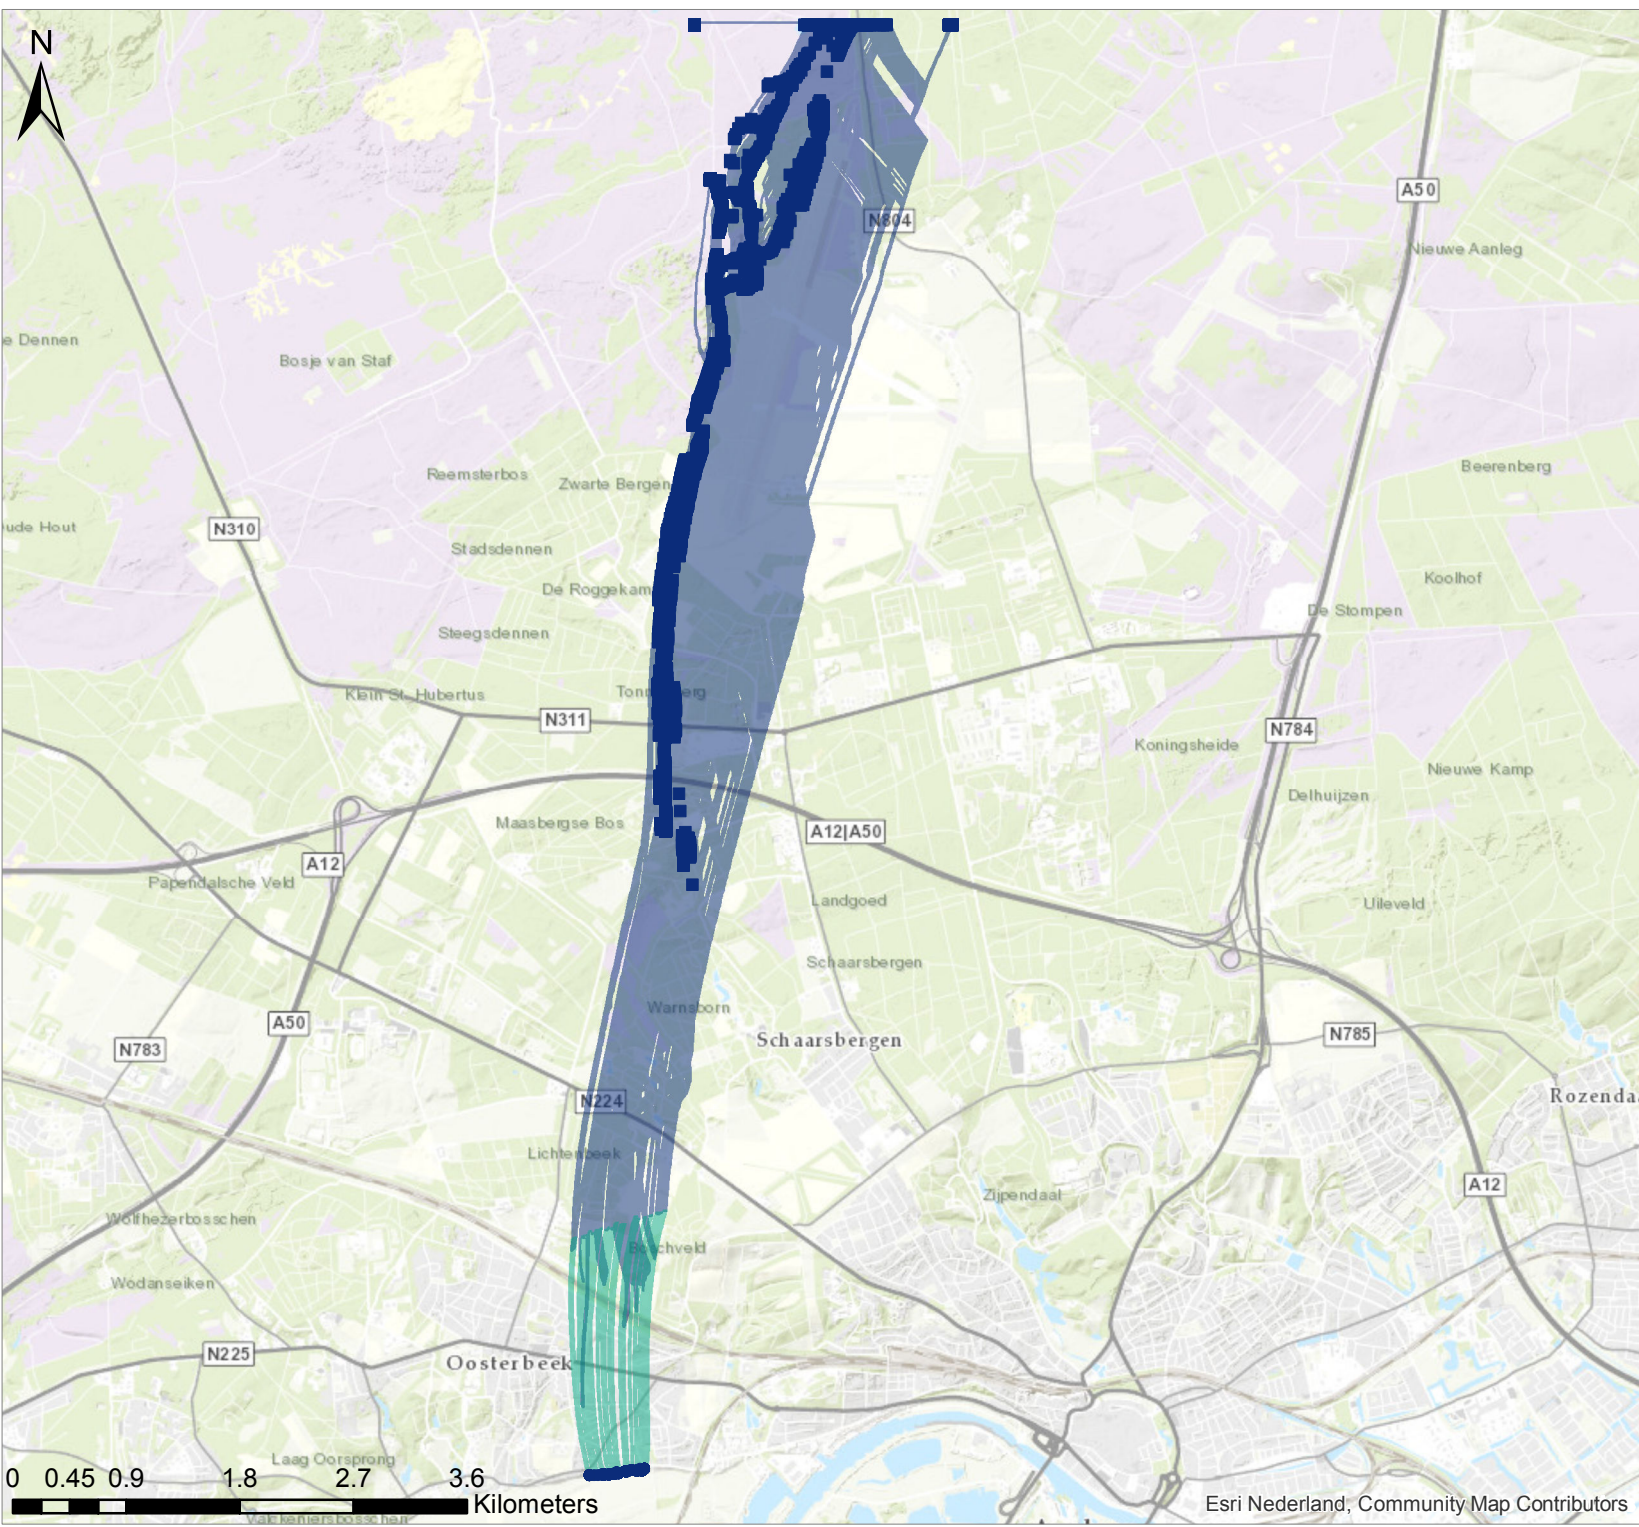 N
A50
N804
Nieuwe Aanleg
e Dennen
Bosje van Staf
Beerenberg
Reemsterbos
Zwarte Bergen
N310
ude Hout
Stadsdennen
Koolhof
De Roggekam
De Stompen
Steegsdennen
Klein St. Hubertus
N311
N784
Koningsheide
Nieuwe Kamp
Delhuijzen
Maasbergse Bos
A12|A50
A12
Papendalsche Veld
Landgoed
Uileveld
Schaarsbergen
Warnsborn
A50
N785
Schaarsbergen
N783
N224
Rozenda
Lichtenbeek
A12
Zijpendaal
Wolfhezerbosschen
Boschveld
Wodanseiken
N225
Oosterbeek
Laag Oorsprong
0 0.45 0.9 1.8 2.7 3.6
Kilometers
Esri Nederland, Community Map Contributors
Valckeniersbosschen